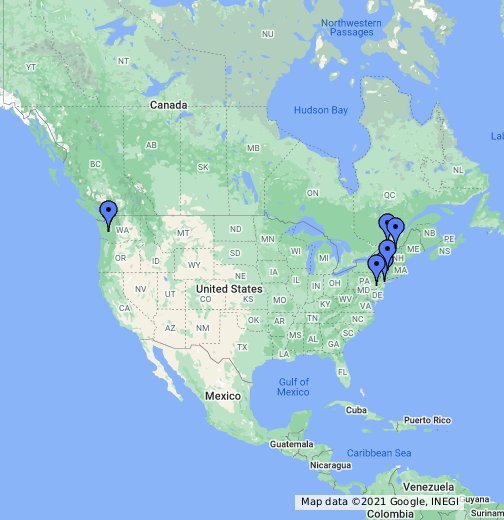 Northwestern
Passages
NU
YT
NT
Canada
Hudson Bay
BC
AB
SK
MB
ON
QC
NL
NB
PE
NS
WA
MT
ND
MN
WI
MI
ME
NH
MA
OR
ID
WY
SD
NE
IA
IL
IN
OH
PA
MD
DE
United States
NV
UT
CO
KS
MO
KY
WV
VA
CA
AZ
NM
OK
AR
TN
NC
SC
TX
LA
MS
AL
GA
FL
Gulf of
Mexico
Mexico
Cuba
Puerto Rico
Guatemala
Caribbean Sea
Nicaragua
Venezuela
Guyana
Map data ©2021 Google, INEGI
Colombia
Surinam